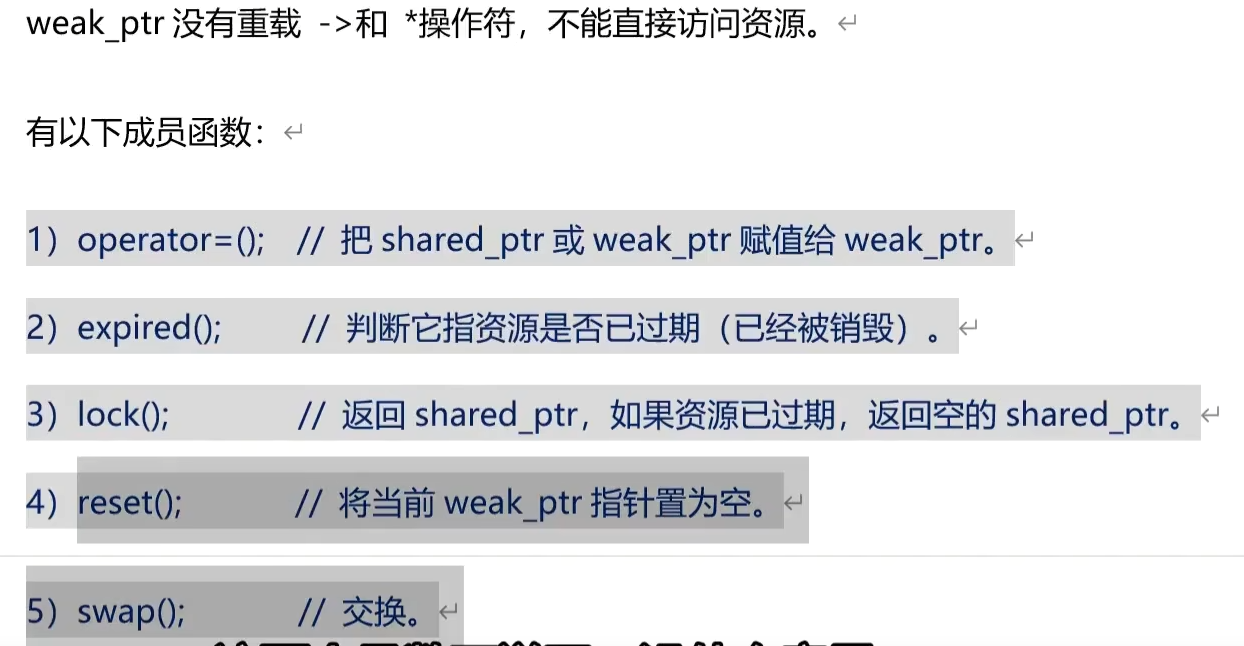 weak_ptr 没有重载 ->和 *操作符，不能直接访问资源。
有以下成员函数：
1）operator=(); // 把 shared_ptr 或 weak_ptr 赋值给 weak_ptr。
2）expired(); // 判断它指资源是否已过期（已经被销毁）。
3）lock(); // 返回 shared_ptr，如果资源已过期，返回空的 shared_ptr。
4）reset(); // 将当前 weak_ptr 指针置为空。
5）swap(); // 交换。